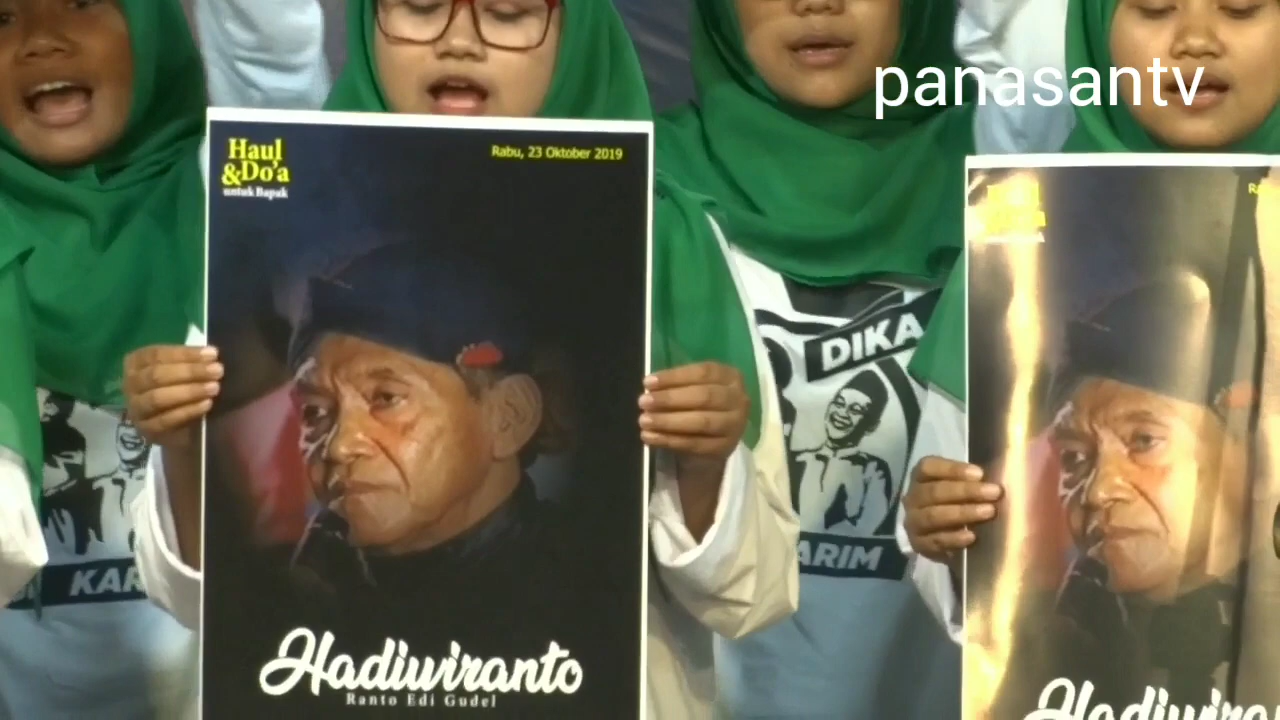 panasantv
Haul
&Do'a
untuk Bapak
Rabu, 23 Oktober 2019
DIKA
ARIM
KAR
Hadiwiranto
Ranto Edi Gudel